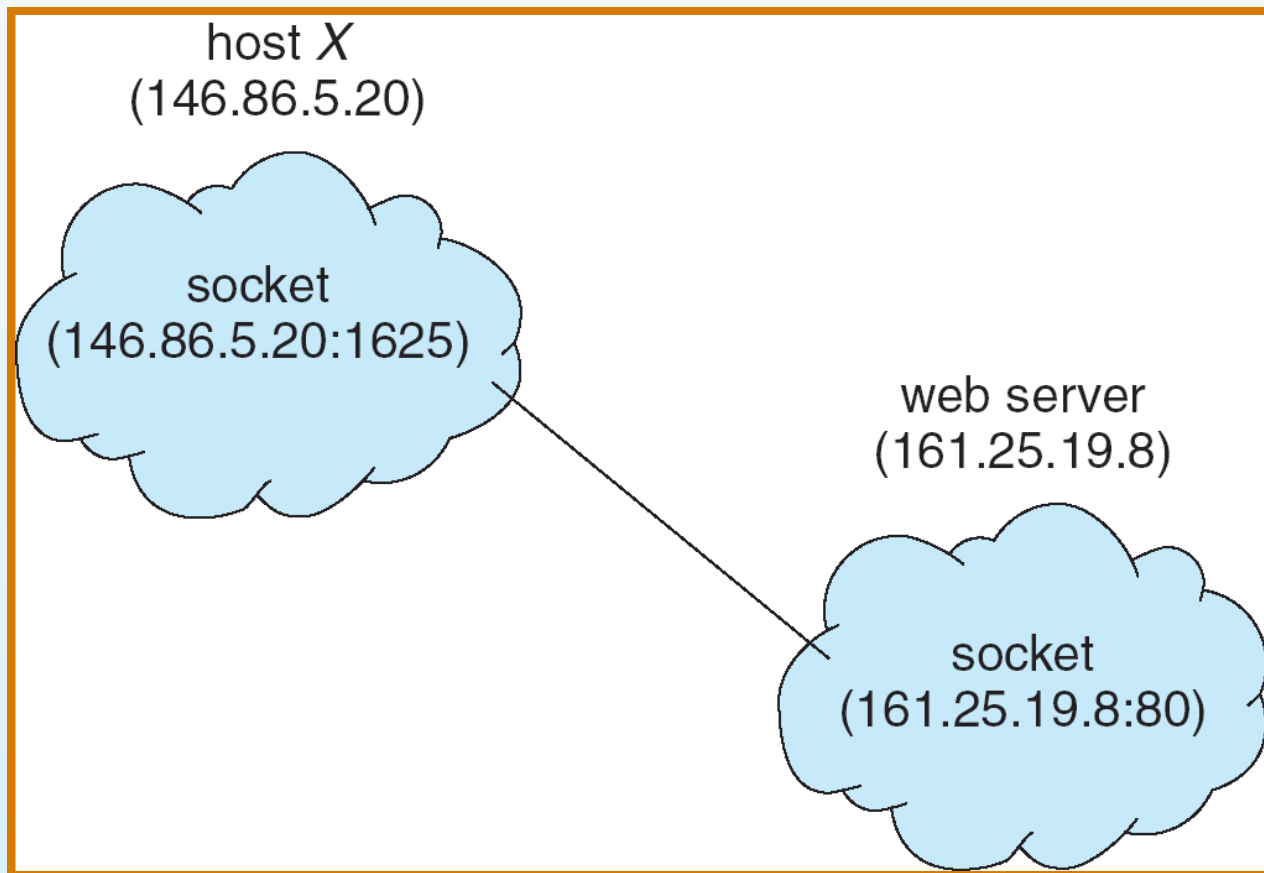 host X
(146.86.5.20)
socket
(146.86.5.20:1625)
web server
(161.25.19.8)
socket
(161.25.19.8:80)